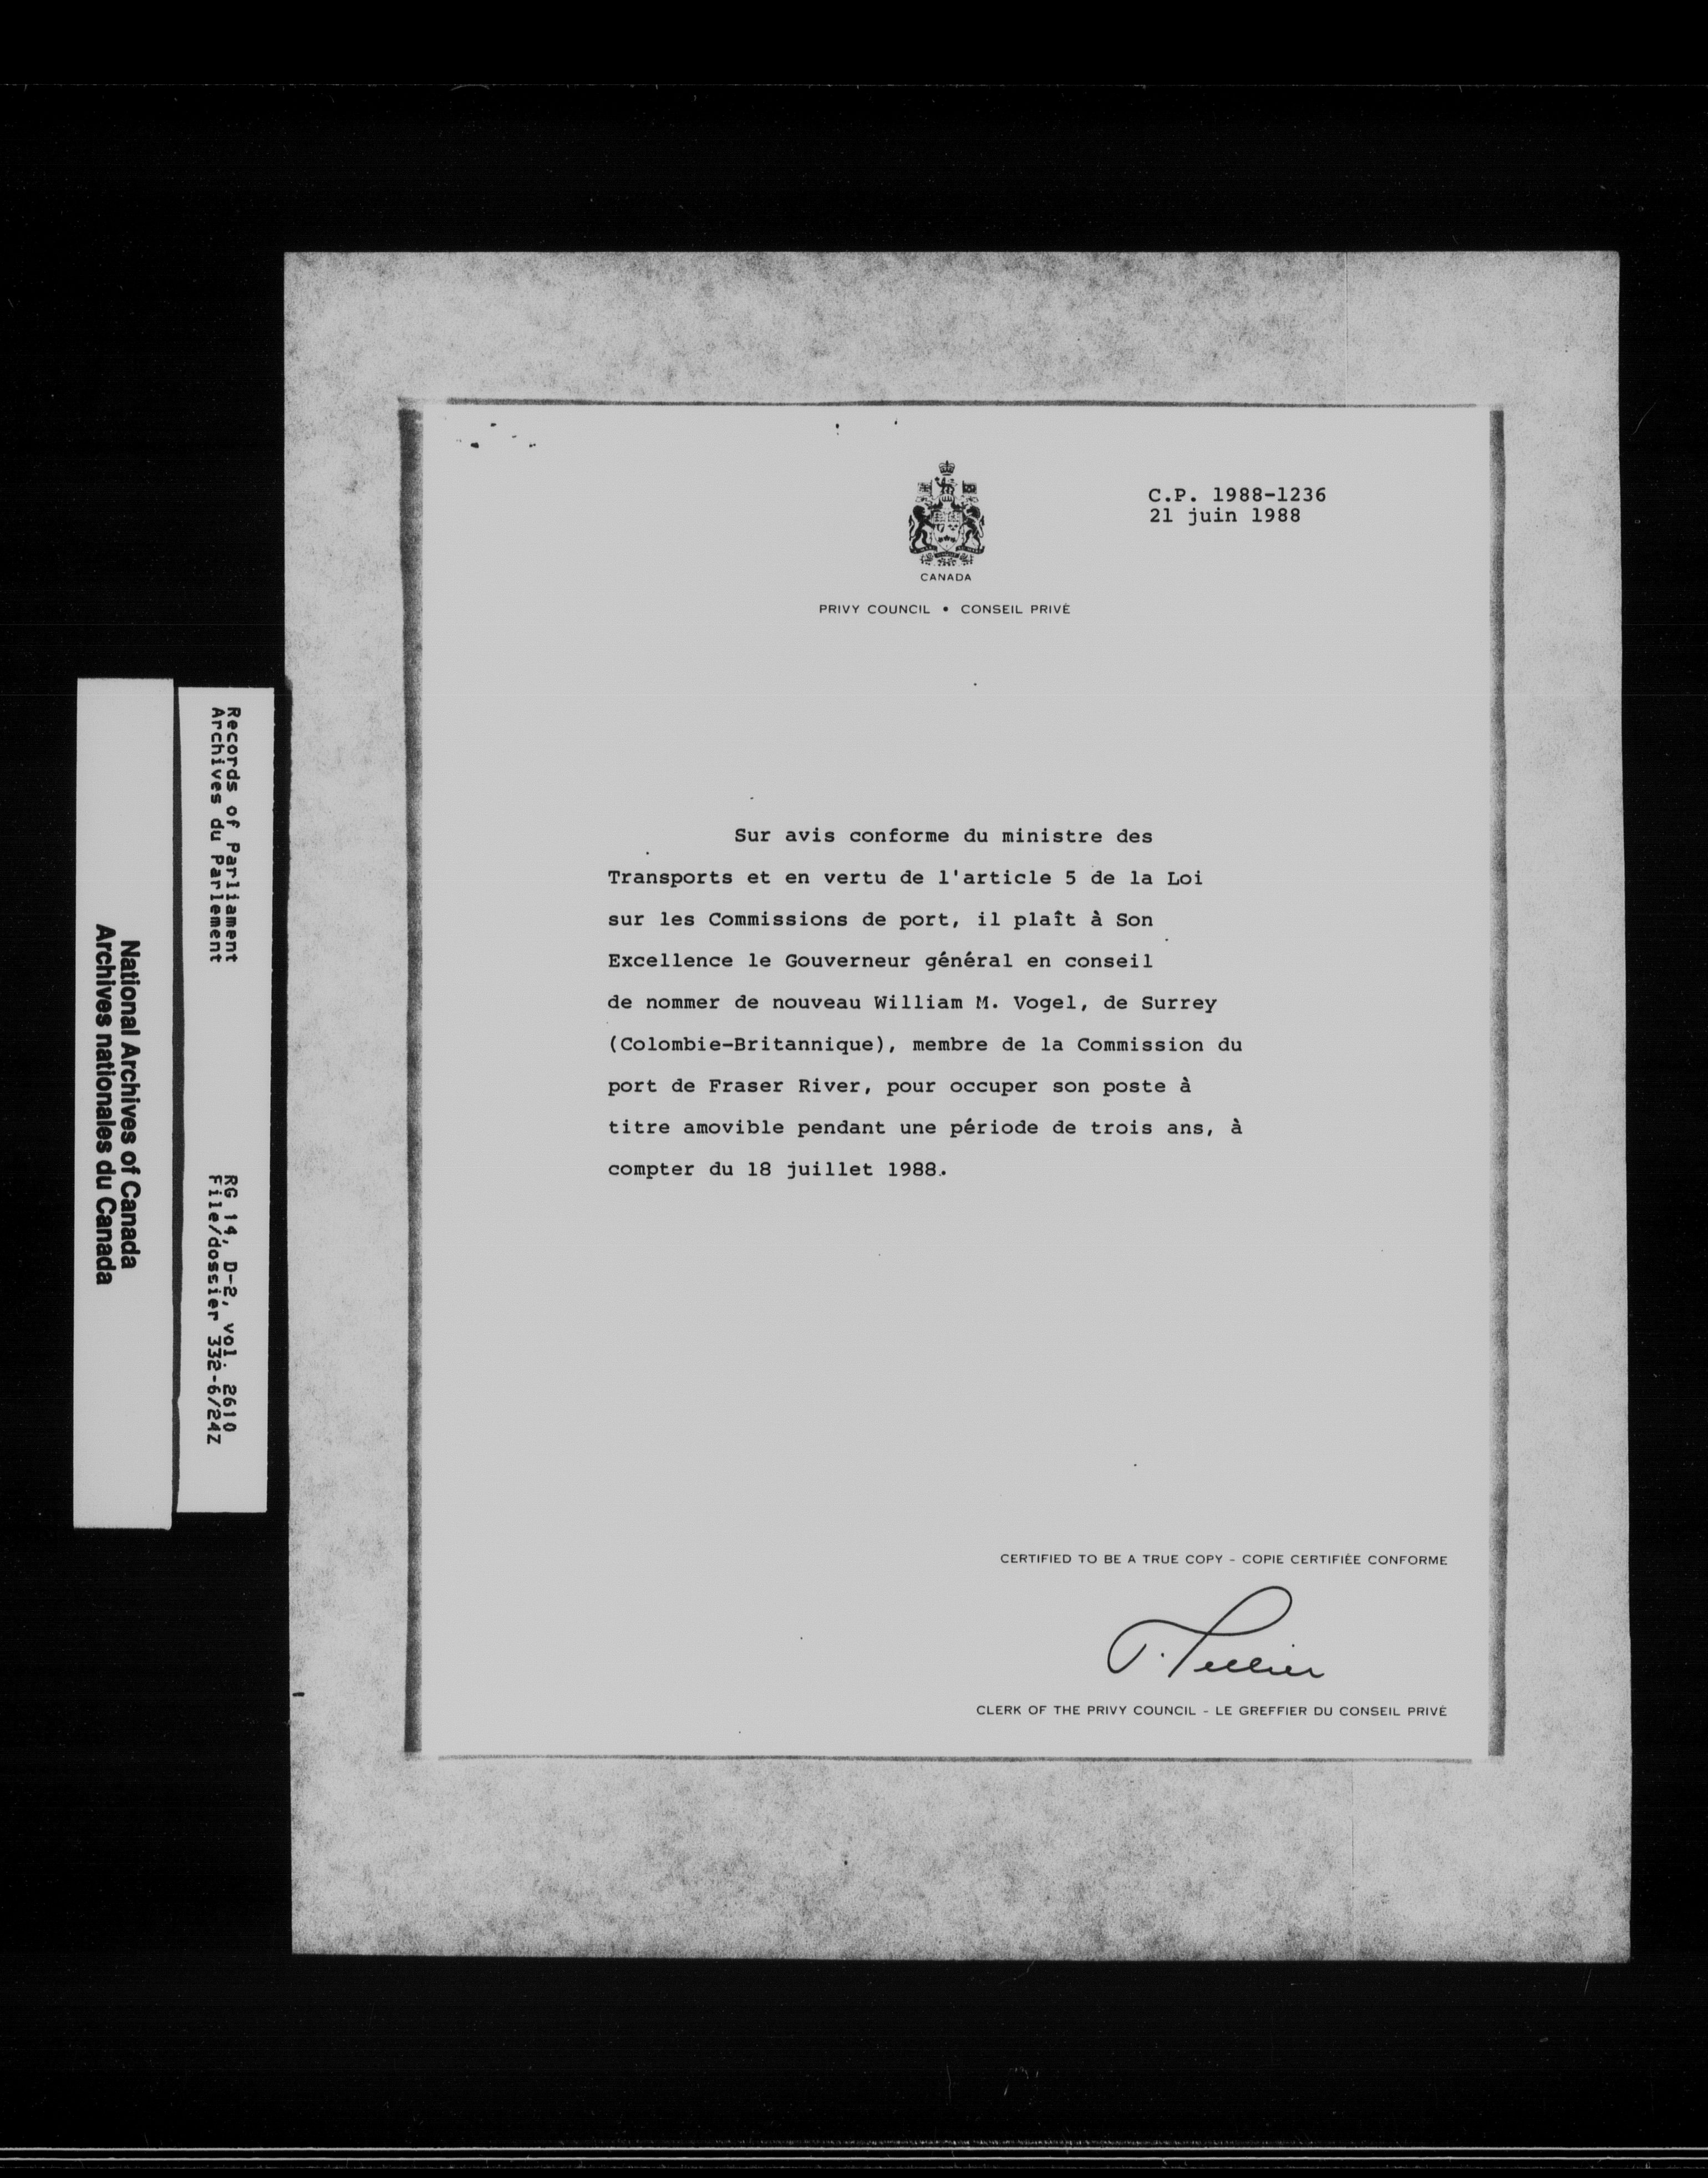 C.P. 1988-1236
21 juin 1988
CANADA
PRIVY COUNCIL • CONSEIL PRIVÉ
Sur avis conforme du ministre des
Transports et en vertu de l'article 5 de la Loi
sur les Commissions de port, il plaît à Son
Excellence le Gouverneur général en conseil
de nommer de nouveau William M. Vogel, de Surrey
(Colombie-Britannique), membre de la Commission du
port de Fraser River, pour occuper son poste à
titre amovible pendant une période de trois ans, à
compter du 18 juillet 1988.
CERTIFIED TO BE A TRUE COPY - COPIE CERTIFIÉE CONFORME
P. Tellier
CLERK OF THE PRIVY COUNCIL - LE GREFFIER DU CONSEIL PRIVÉ
Records of Parliament
Archives du Parlement
RG 14, D-2, vol. 2610
File/dossier 332-6/24Z
National Archives of Canada
Archives nationales du Canada